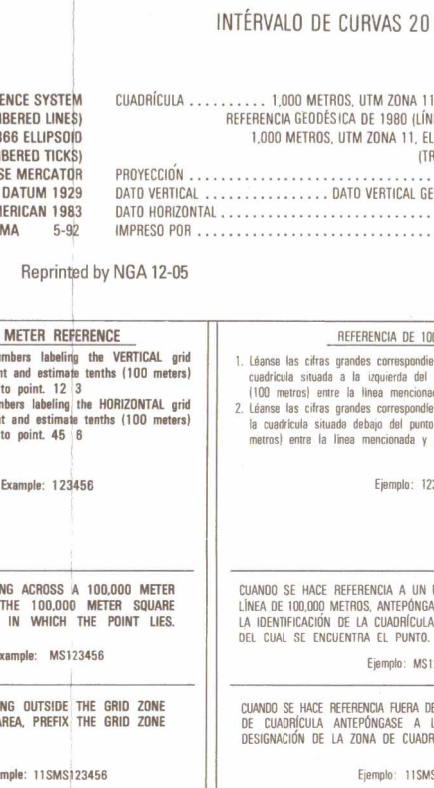 INTÉRVALO DE CURVAS 20
ENCE SYSTEM
BERED LINES)
366 ELLIPSOID
BERED TICKS)
SE MERCATOR
DATUM 1929
MERICAN 1983
MA 5-92
CUADRÍCULA .......... 1,000 METROS, UTM ZONA 11
REFERENCIA GEODÉSICA DE 1980 (LÍN
1,000 METROS, UTM ZONA 11, EL
(TR
PROYECCIÓN ..............................
DATO VERTICAL ................ DATO VERTICAL GE
DATO HORIZONTAL ..............................
IMPRESO POR ..............................
Reprinted by NGA 12-05
METER REFERENCE
mbers labeling the VERTICAL grid
nt and estimate tenths (100 meters)
to point. 12 3
mbers labeling the HORIZONTAL grid
nt and estimate tenths (100 meters)
to point. 45 6
Example: 123456
NG ACROSS A 100,000 METER
THE 100,000 METER SQUARE
IN WHICH THE POINT LIES.
xample: MS123456
NG OUTSIDE THE GRID ZONE
AREA, PREFIX THE GRID ZONE
mple: 11SMS123456
REFERENCIA DE 100
1. Léanse las cifras grandes correspondie
cuadrícula situada a la izquierda del
(100 metros) entre la línea menciona
2. Léanse las cifras grandes correspondie
la cuadrícula situada debajo del punto
metros) entre la línea mencionada y
Ejemplo: 12
CUANDO SE HACE REFERENCIA A UN
LÍNEA DE 100,000 METROS, ANTEPÓNGA
LA IDENTIFICACIÓN DE LA CUADRÍCULA
DEL CUAL SE ENCUENTRA EL PUNTO.
Ejemplo: MS1
CUANDO SE HACE REFERENCIA FUERA DE
DE CUADRÍCULA ANTEPÓNGASE A L
DESIGNACIÓN DE LA ZONA DE CUADR
Ejemplo: 11SMS